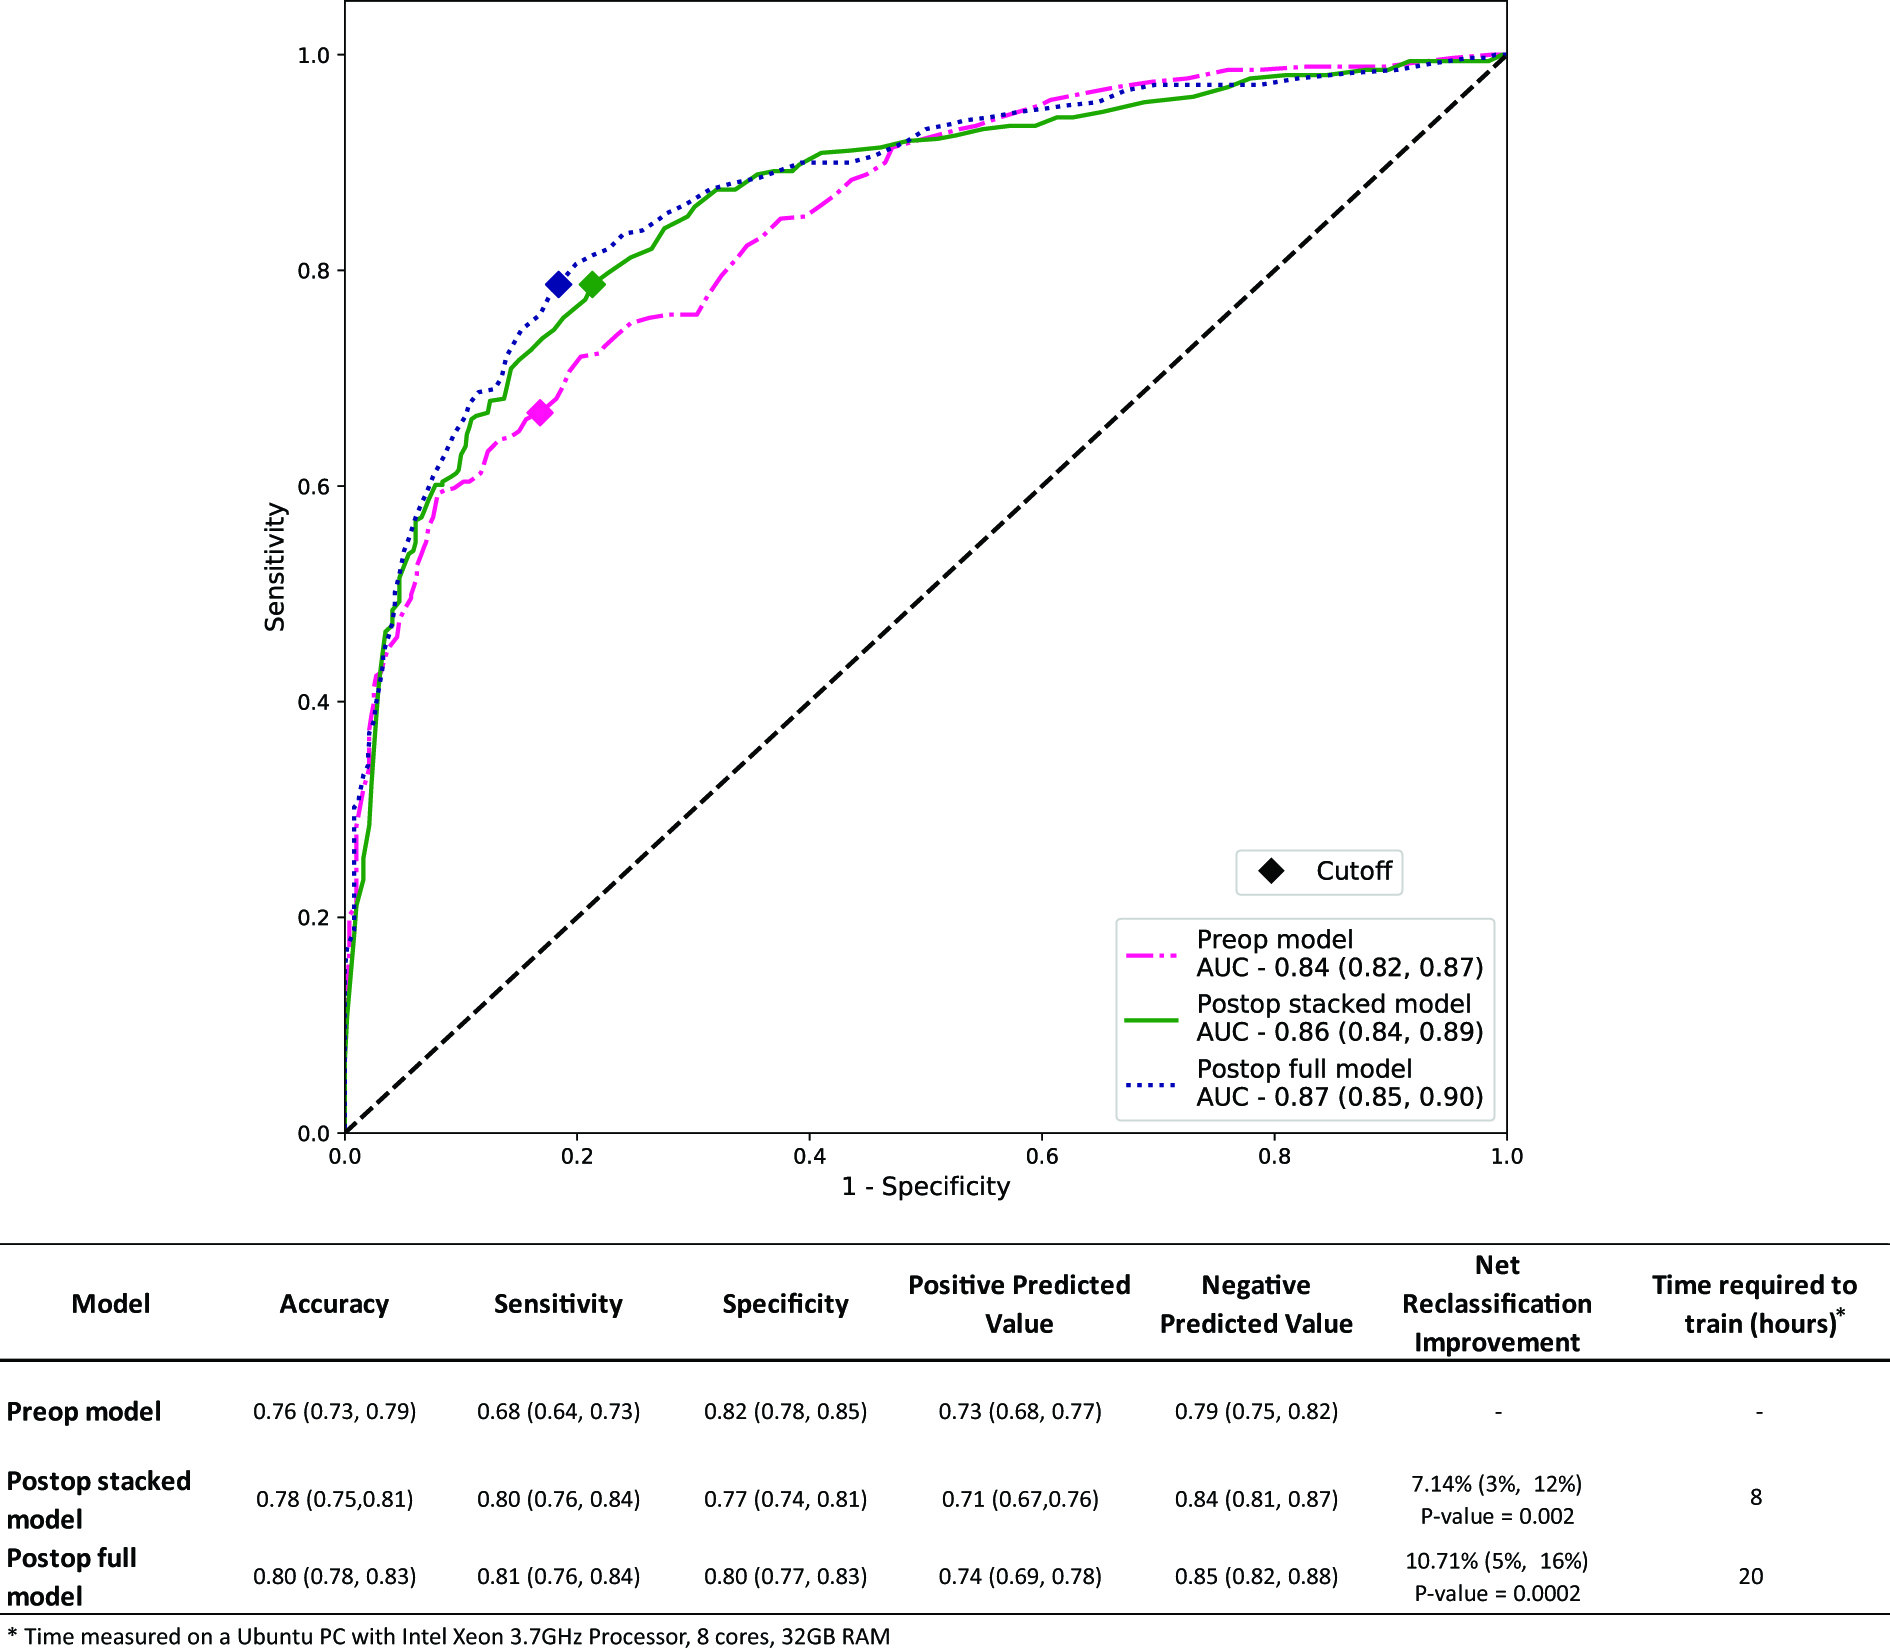 1.0
0.8
0.6
0.4
0.2
0.0
Sensitivity
0.0 0.2 0.4 0.6 0.8 1.0
1 - Specificity
Cutoff
Preop model
AUC - 0.84 (0.82, 0.87)
Postop stacked model
AUC - 0.86 (0.84, 0.89)
Postop full model
AUC - 0.87 (0.85, 0.90)
Model Accuracy Sensitivity Specificity Positive Predicted Value Negative Predicted Value Net Reclassification Improvement Time required to train (hours)*
Preop model 0.76 (0.73, 0.79) 0.68 (0.64, 0.73) 0.82 (0.78, 0.85) 0.73 (0.68, 0.77) 0.79 (0.75, 0.82) - -
Postop stacked model 0.78 (0.75,0.81) 0.80 (0.76, 0.84) 0.77 (0.74, 0.81) 0.71 (0.67,0.76) 0.84 (0.81, 0.87) 7.14% (3%, 12%) P-value = 0.002 8
Postop full model 0.80 (0.78, 0.83) 0.81 (0.76, 0.84) 0.80 (0.77, 0.83) 0.74 (0.69, 0.78) 0.85 (0.82, 0.88) 10.71% (5%, 16%) P-value = 0.0002 20
* Time measured on a Ubuntu PC with Intel Xeon 3.7GHz Processor, 8 cores, 32GB RAM